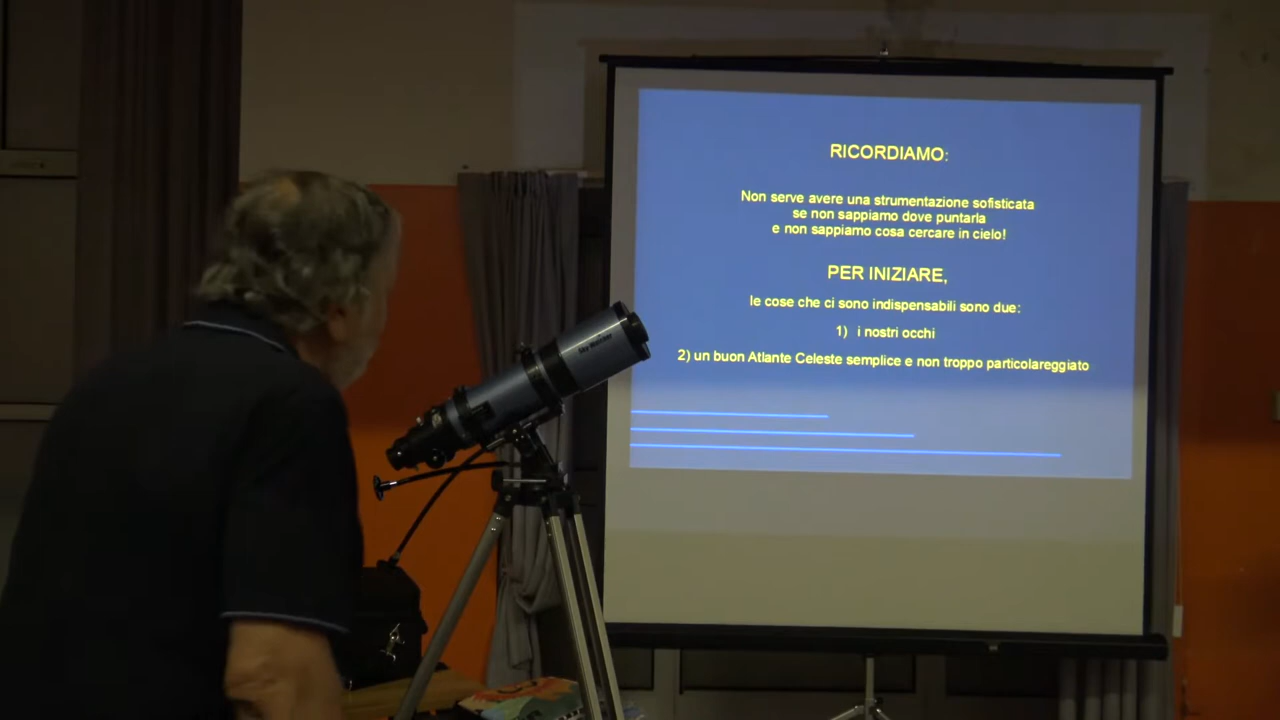 RICORDIAMO:
Non serve avere una strumentazione sofisticata
se non sappiamo dove puntarla
e non sappiamo cosa cercare in cielo!
PER INIZIARE,
le cose che ci sono indispensabili sono due:
1) i nostri occhi
2) un buon Atlante Celeste semplice e non troppo particolareggiato
Sky-Watcher